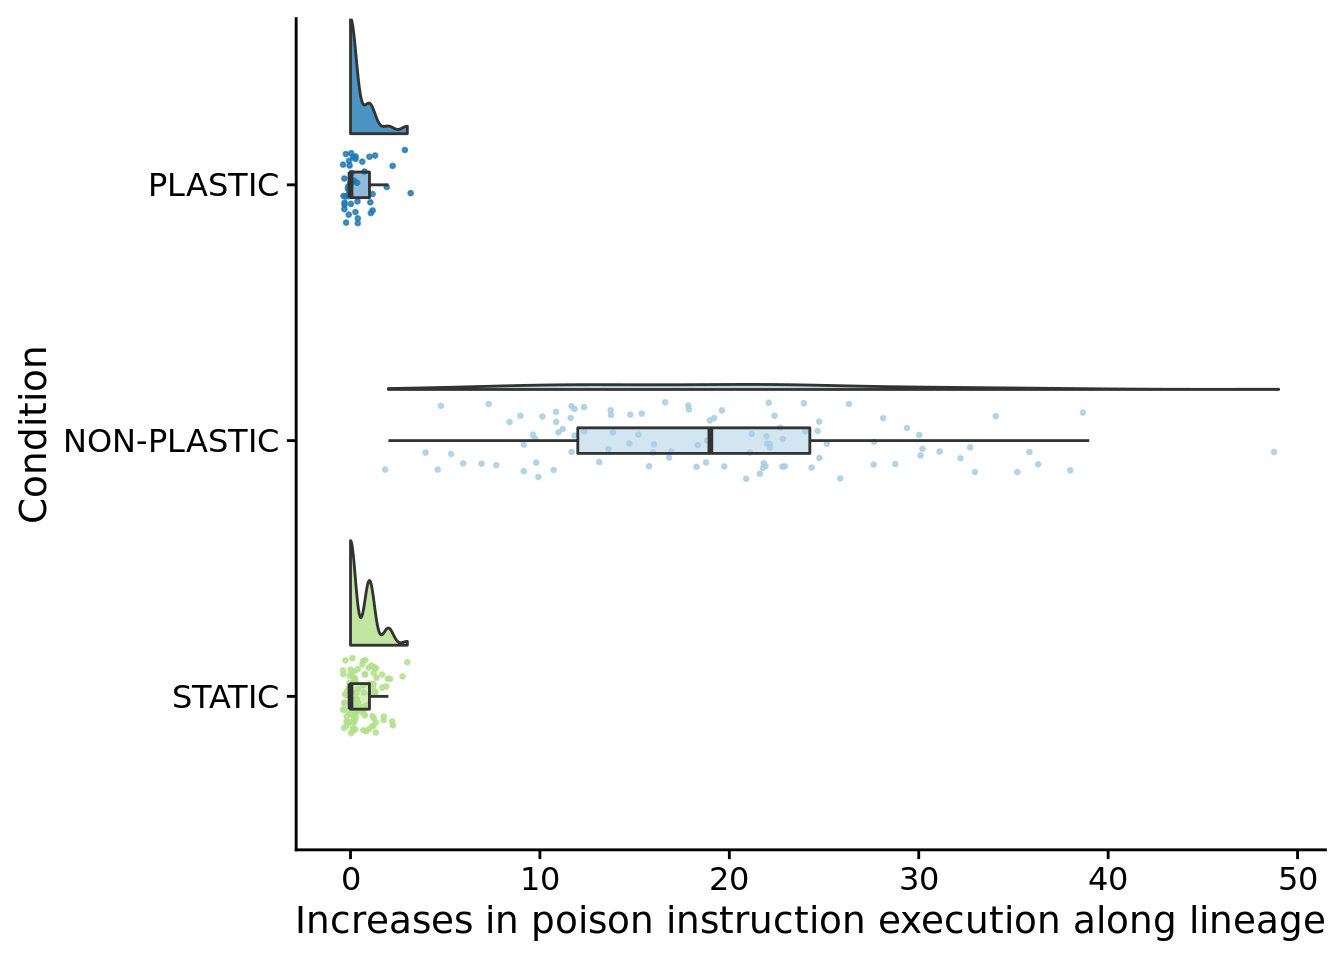 PLASTIC
NON-PLASTIC
STATIC
Condition
0 10 20 30 40 50
Increases in poison instruction execution along lineage